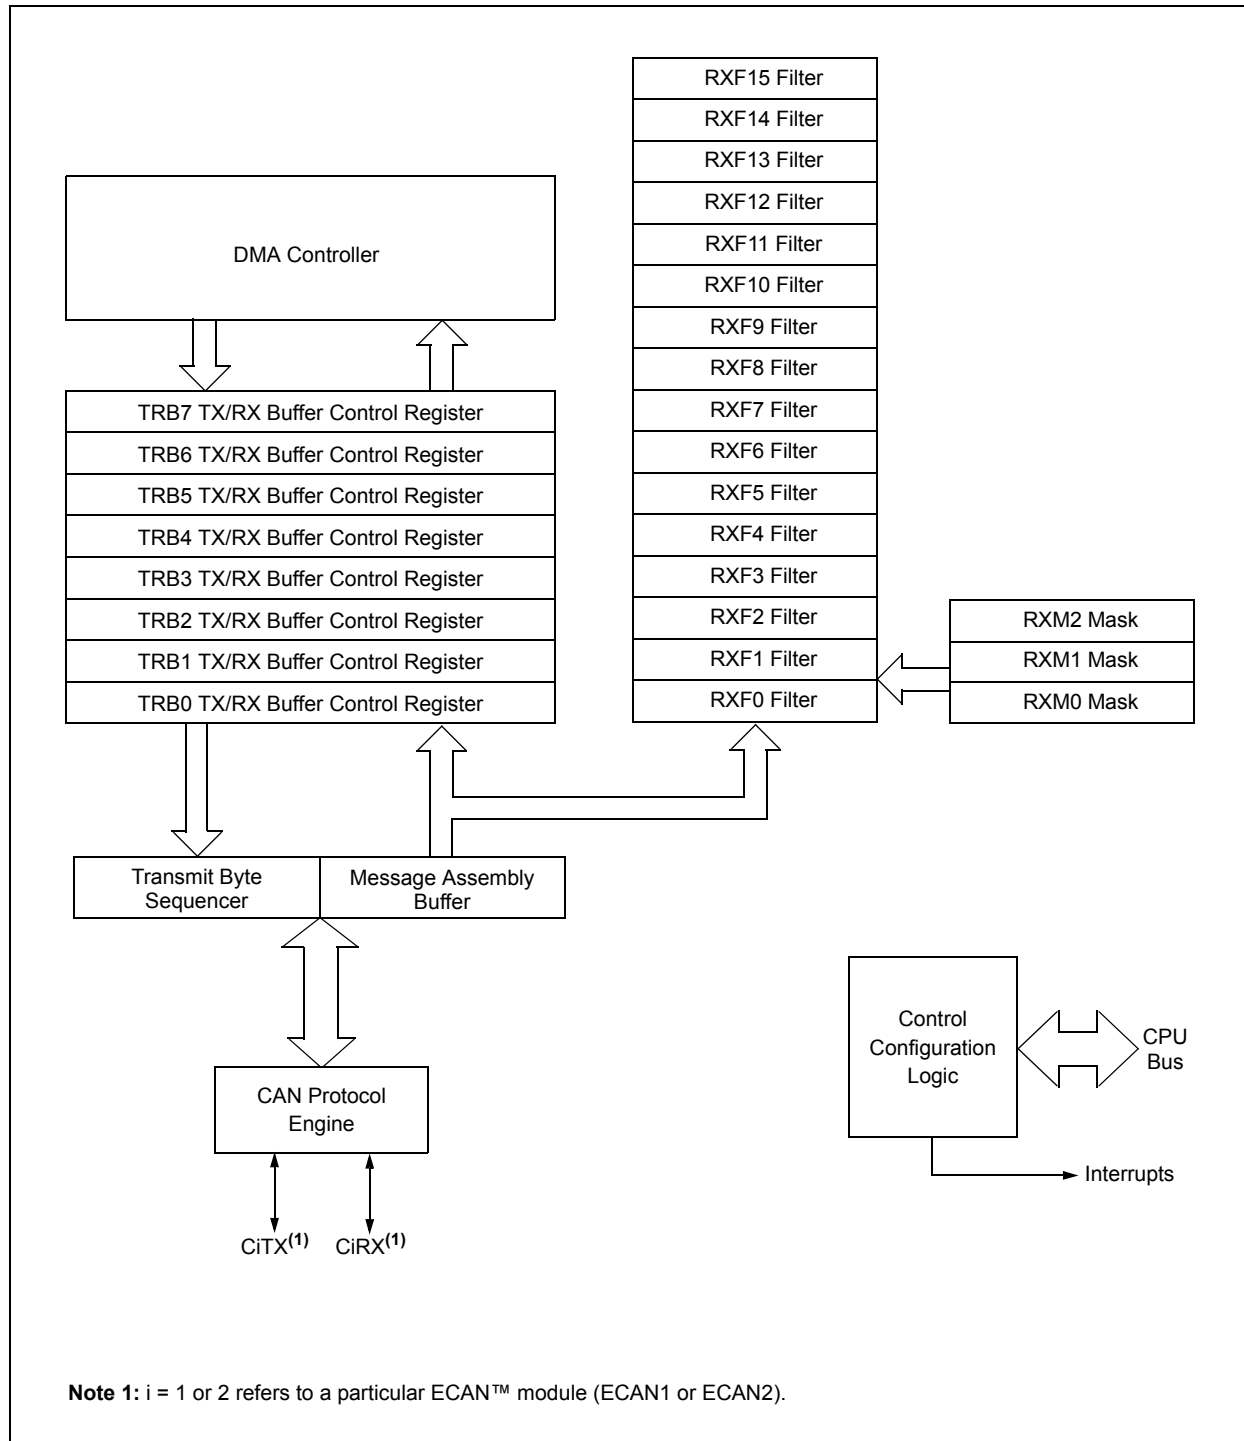 RXF15 Filter
RXF14 Filter
RXF13 Filter
RXF12 Filter
RXF11 Filter
RXF10 Filter
RXF9 Filter
RXF8 Filter
RXF7 Filter
RXF6 Filter
RXF5 Filter
RXF4 Filter
RXF3 Filter
RXF2 Filter
RXF1 Filter
RXF0 Filter
DMA Controller
TRB7 TX/RX Buffer Control Register
TRB6 TX/RX Buffer Control Register
TRB5 TX/RX Buffer Control Register
TRB4 TX/RX Buffer Control Register
TRB3 TX/RX Buffer Control Register
TRB2 TX/RX Buffer Control Register
TRB1 TX/RX Buffer Control Register
TRB0 TX/RX Buffer Control Register
RXM2 Mask
RXM1 Mask
RXM0 Mask
Transmit Byte
Sequencer
Message Assembly
Buffer
Control
Configuration
Logic
CPU
Bus
CAN Protocol
Engine
Interrupts
CiTX(1)
CiRX(1)
Note 1: i = 1 or 2 refers to a particular ECAN™ module (ECAN1 or ECAN2).